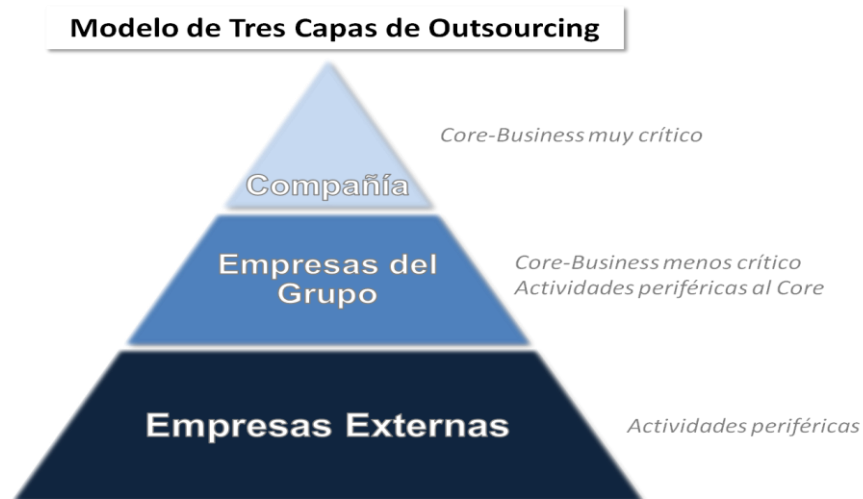 Modelo de Tres Capas de Outsourcing
Core-Business muy crítico
Compañía
Empresas del
Grupo
Core-Business menos crítico
Actividades periféricas al Core
Empresas Externas
Actividades periféricas